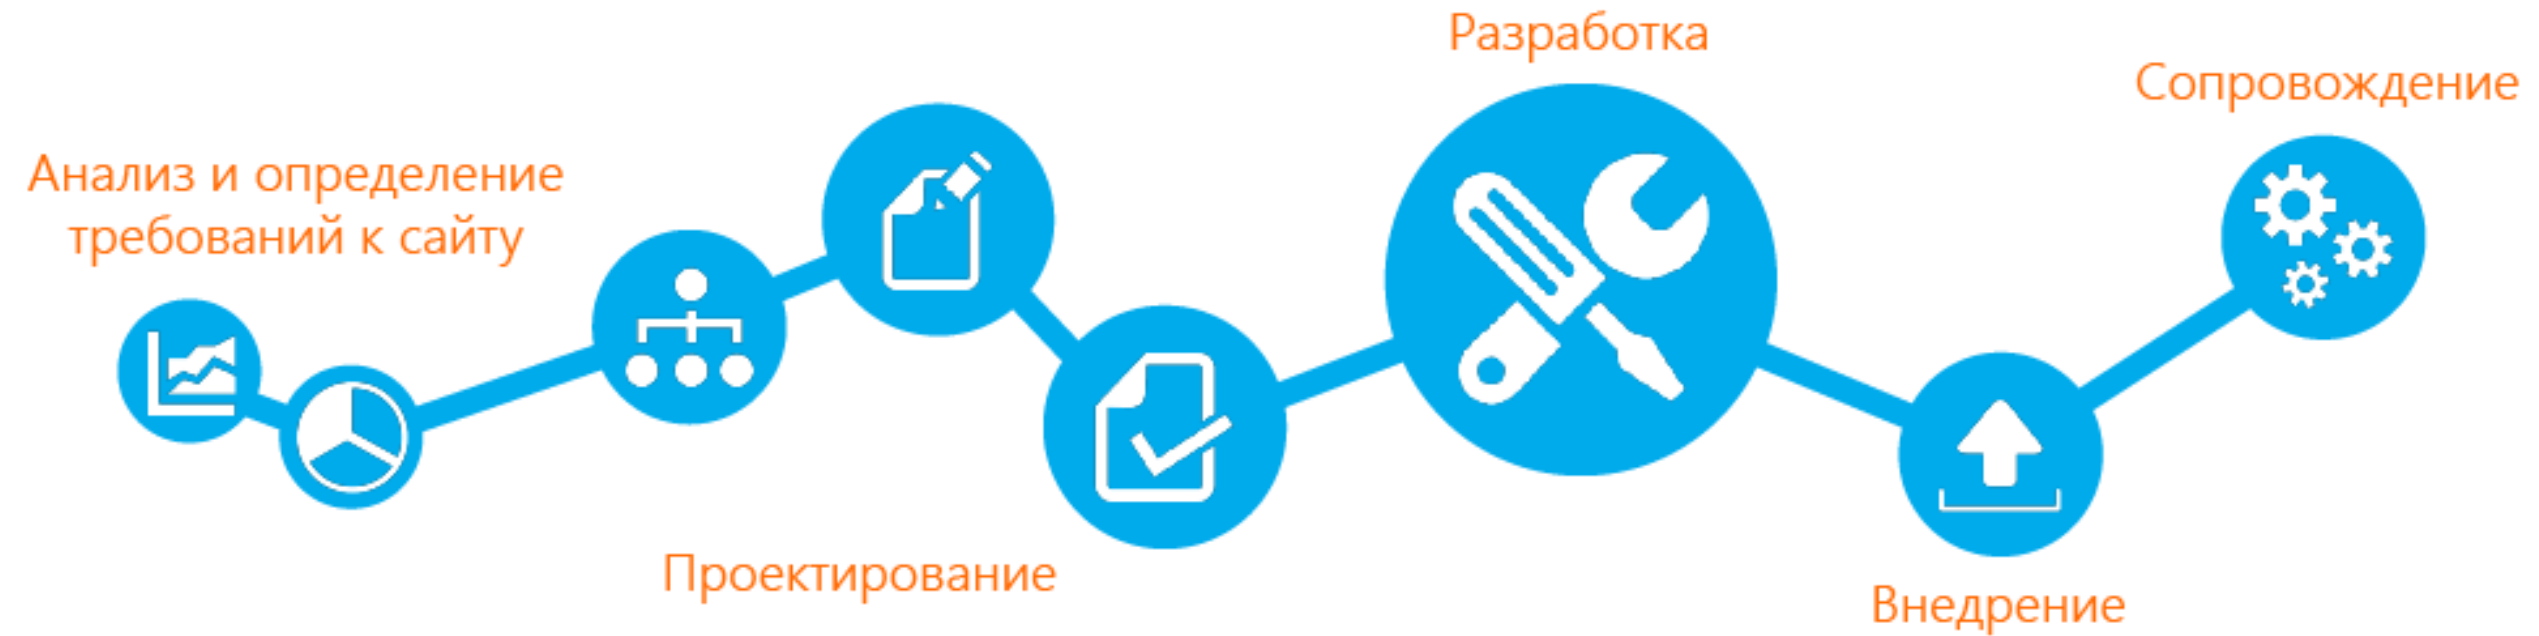 Анализ и определение
требований к сайту
Проектирование
Разработка
Внедрение
Сопровождение